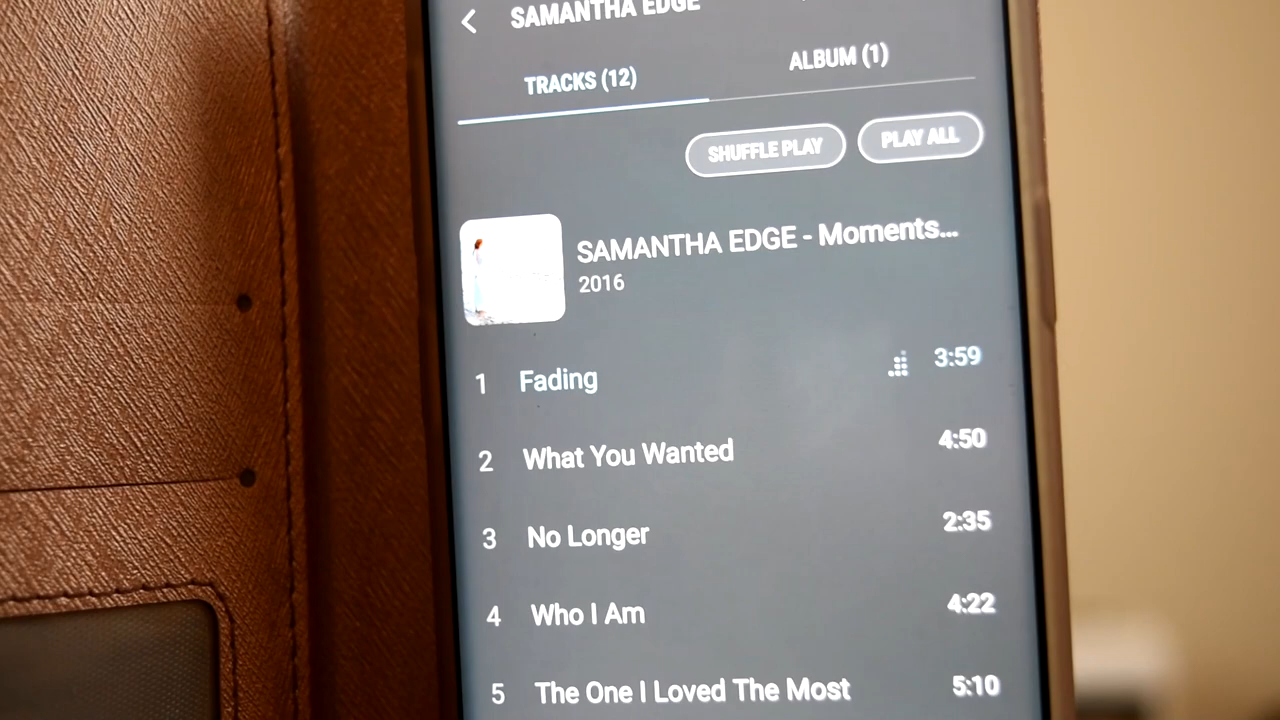 SAMANTHA EDGE
TRACKS (12)
ALBUM (1)
SHUFFLE PLAY
PLAY ALL
SAMANTHA EDGE - Moments...
2016
1 Fading 3:59
2 What You Wanted 4:50
3 No Longer 2:35
4 Who I Am 4:22
5 The One I Loved The Most 5:10